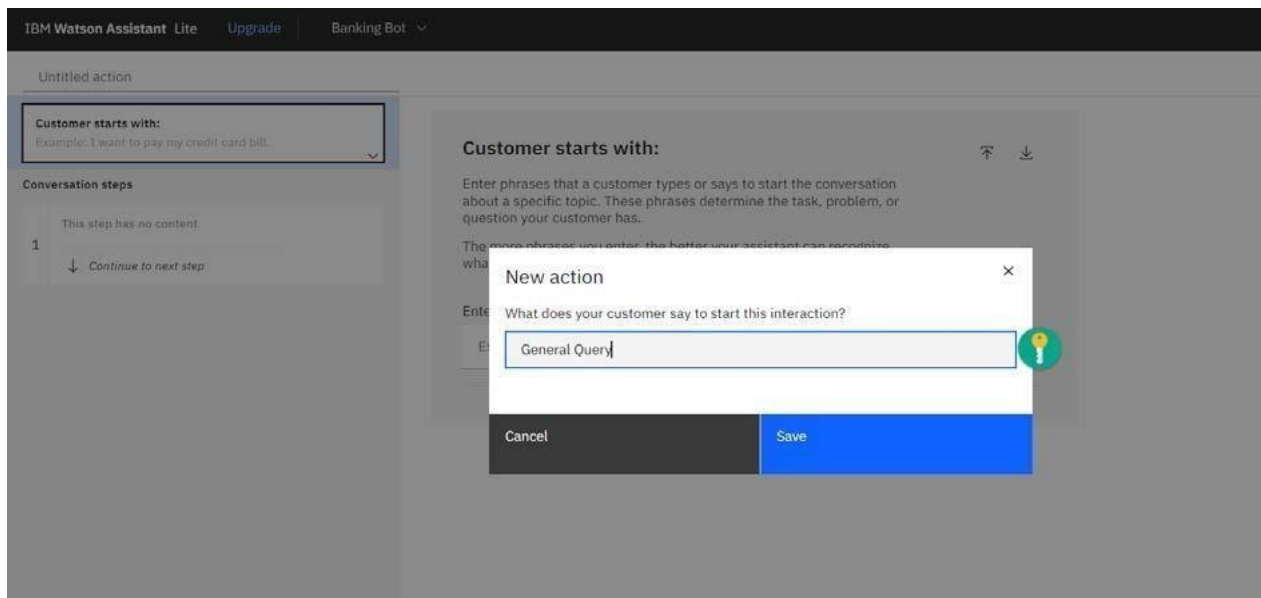 IBM Watson Assistant Lite Upgrade Banking Bot
Untitled action
Customer starts with:
Example: I want to pay my credit card bill.
Conversation steps
1
This step has no content
Continue to next step
Customer starts with:
Enter phrases that a customer types or says to start the conversation
about a specific topic. These phrases determine the task, problem, or
question your customer has.
The more phrases you enter, the better your assistant can recognize
New action
What does your customer say to start this interaction?
General Query
Cancel
Save